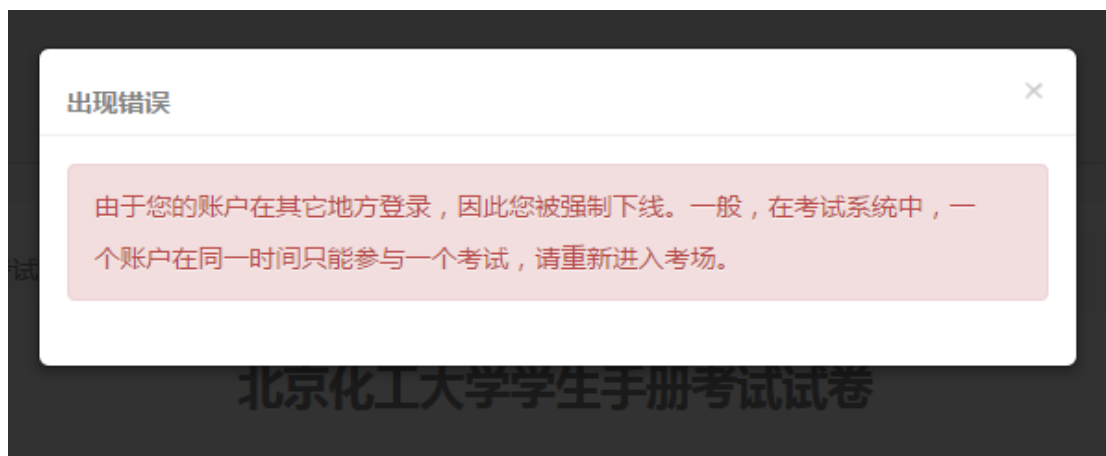 出现错误
×
由于您的账户在其它地方登录，因此您被强制下线。一般，在考试系统中，一
个账户在同一时间只能参与一个考试，请重新进入考场。
试
北京化工大学学生手册考试试卷